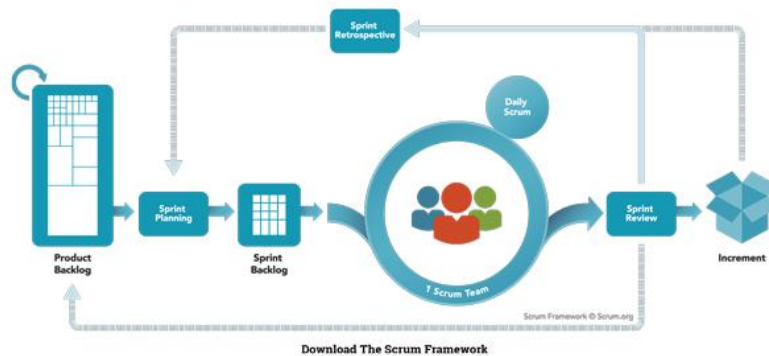 Sprint
Retrospective
Daily
Scrum
Sprint
Planning
Sprint
Review
Product
Backlog
Sprint
Backlog
1 Scrum Team
Increment
Scrum Framework © Scrum.org
Download The Scrum Framework